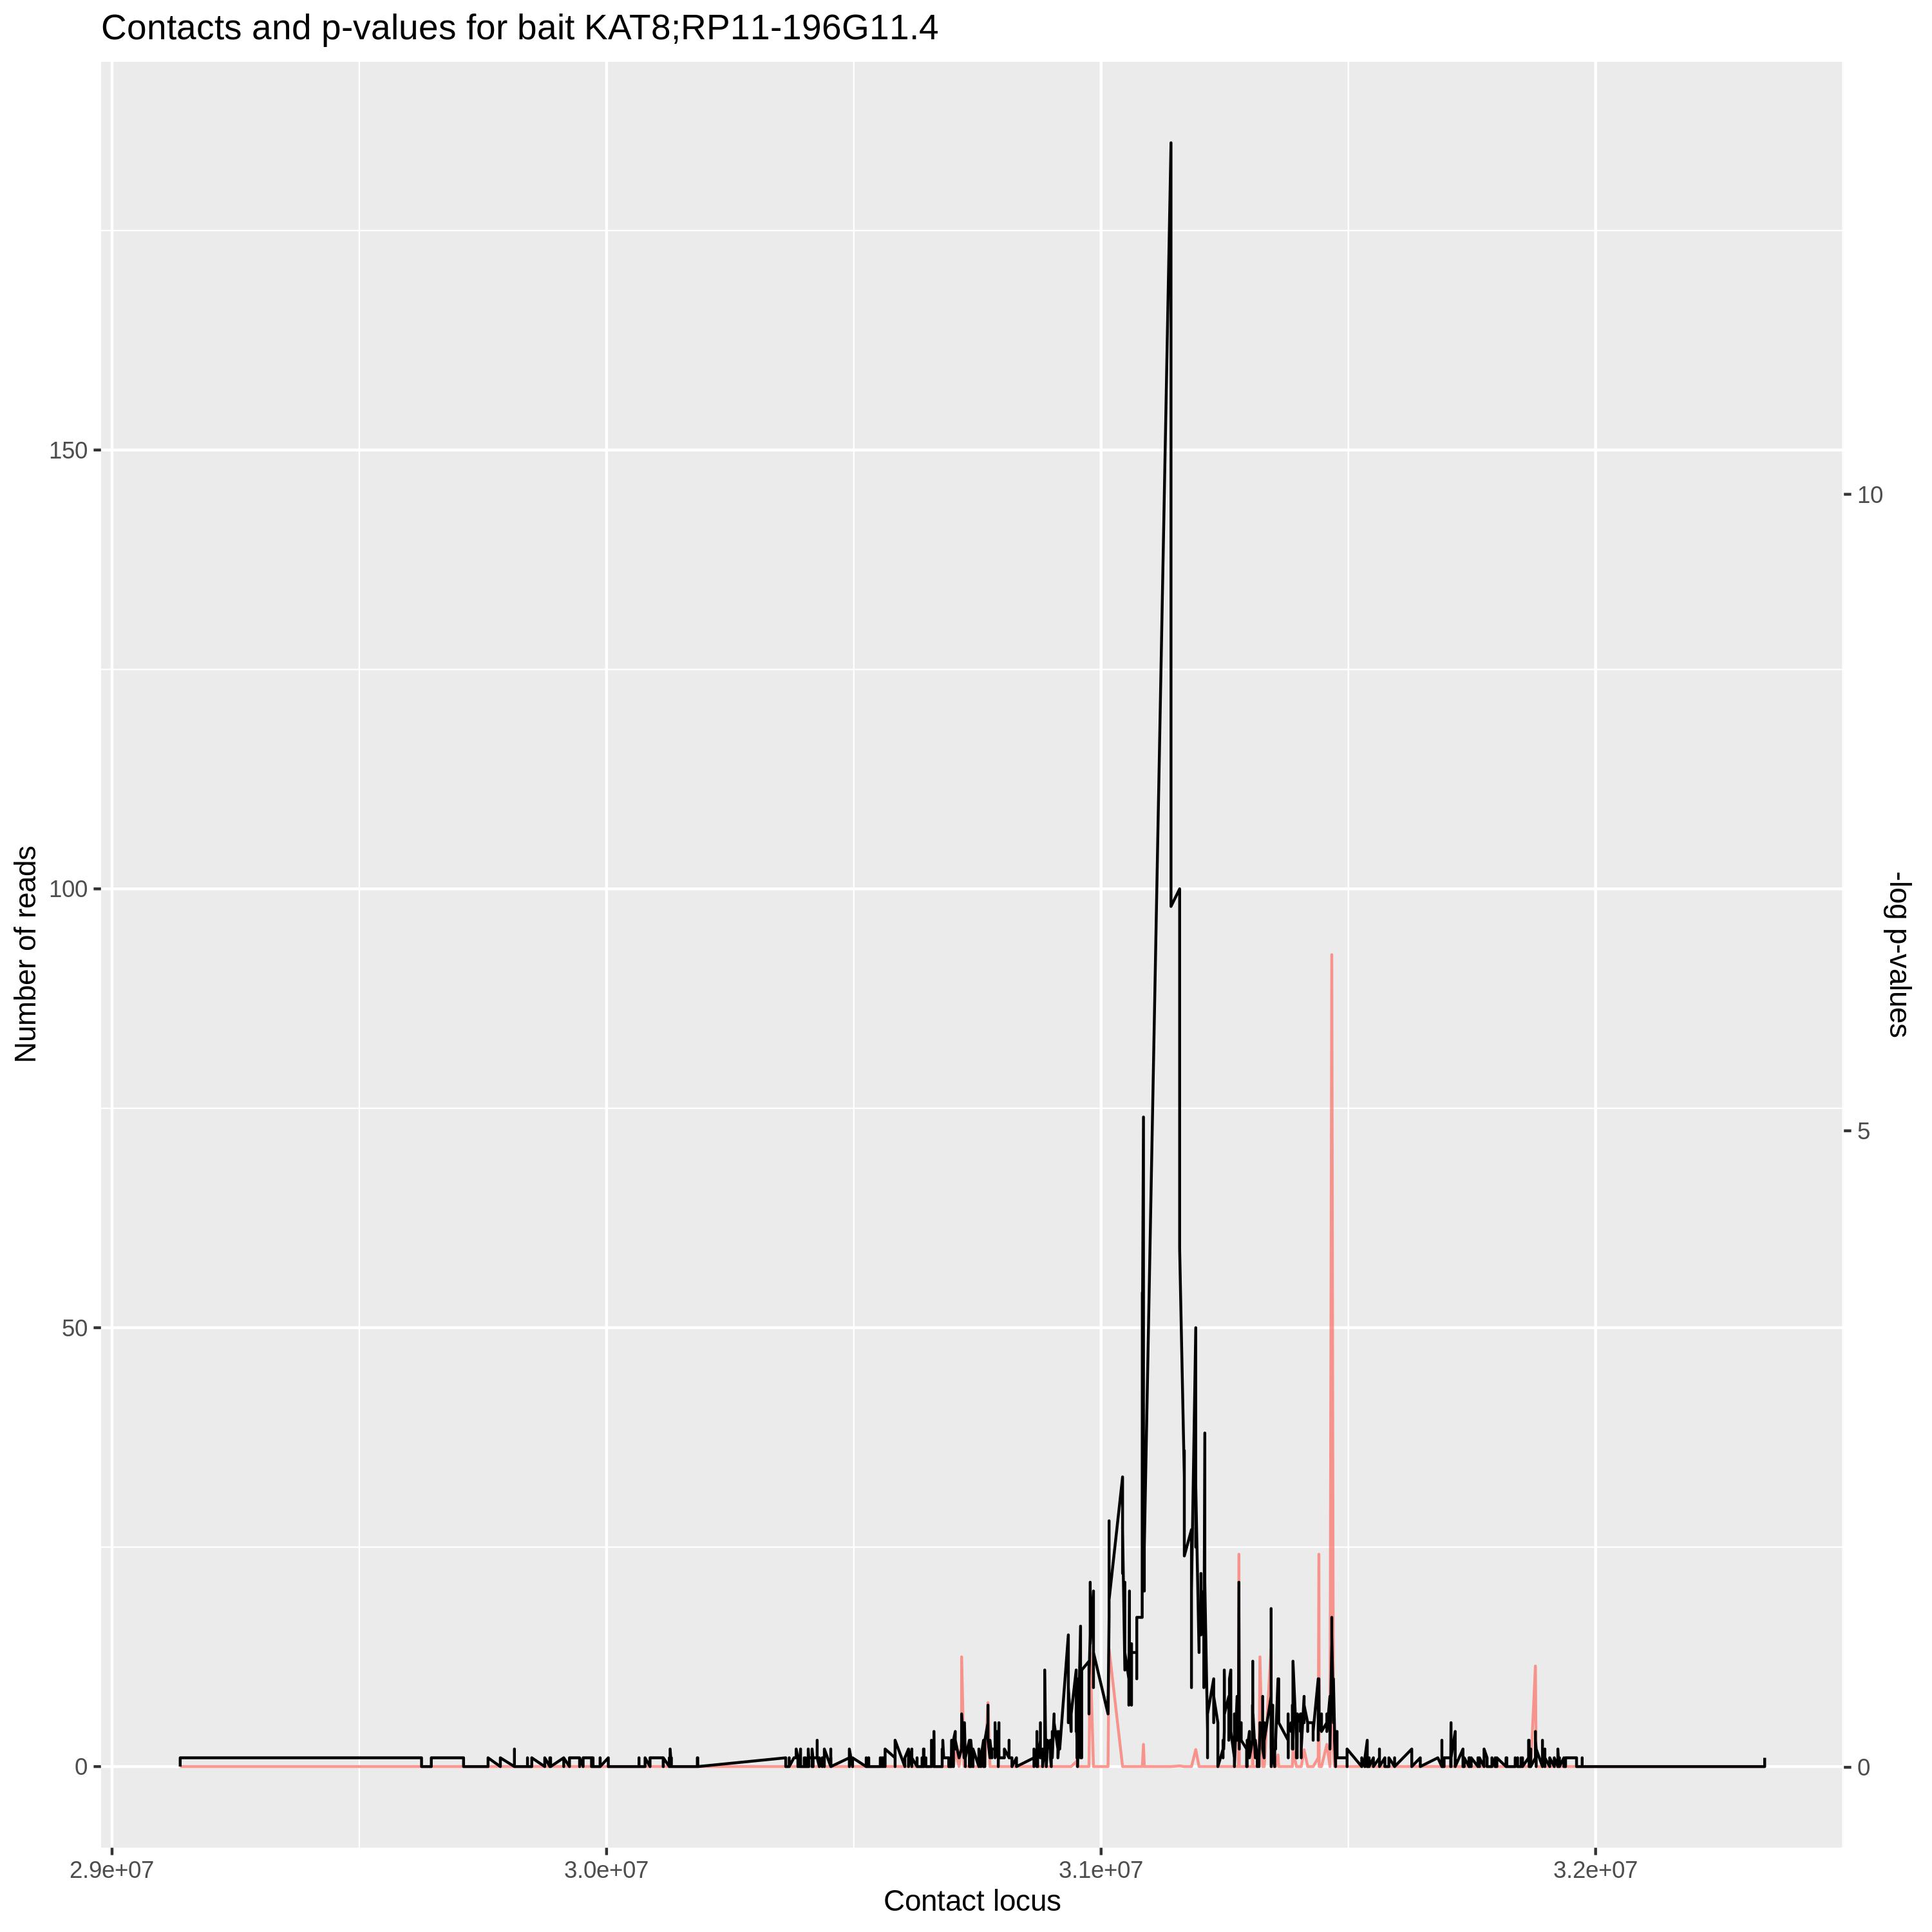 Contacts and p-values for bait KAT8;RP11-196G11.4
150
100
50
0
Number of reads
10
5
0
-log p-values
2.9e+07 3.0e+07 3.1e+07 3.2e+07
Contact locus